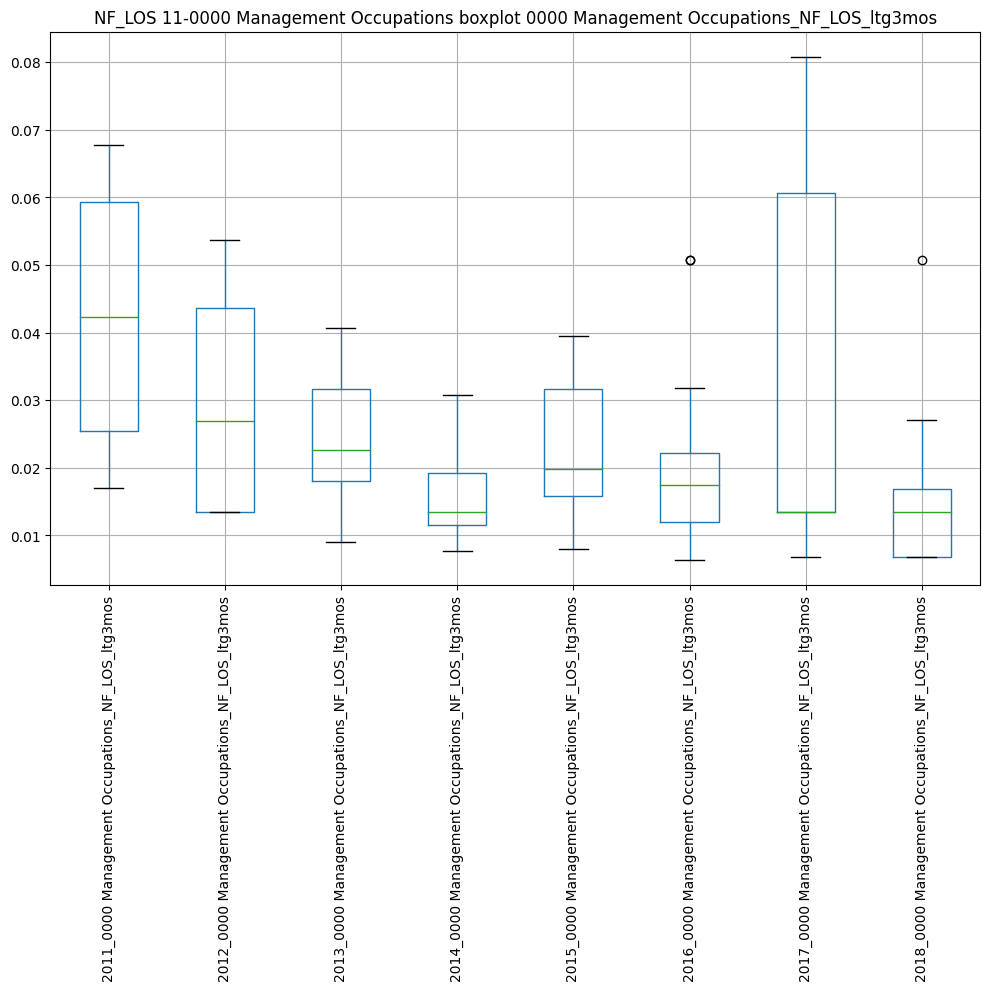 NF_LOS 11-0000 Management Occupations boxplot 0000 Management Occupations_NF_LOS_ltg3mos
0.08
0.07
0.06
0.05
0.04
0.03
0.02
0.01
2011_0000 Management Occupations_NF_LOS_ltg3mos
2012_0000 Management Occupations_NF_LOS_ltg3mos
2013_0000 Management Occupations_NF_LOS_ltg3mos
2014_0000 Management Occupations_NF_LOS_ltg3mos
2015_0000 Management Occupations_NF_LOS_ltg3mos
2016_0000 Management Occupations_NF_LOS_ltg3mos
2017_0000 Management Occupations_NF_LOS_ltg3mos
2018_0000 Management Occupations_NF_LOS_ltg3mos